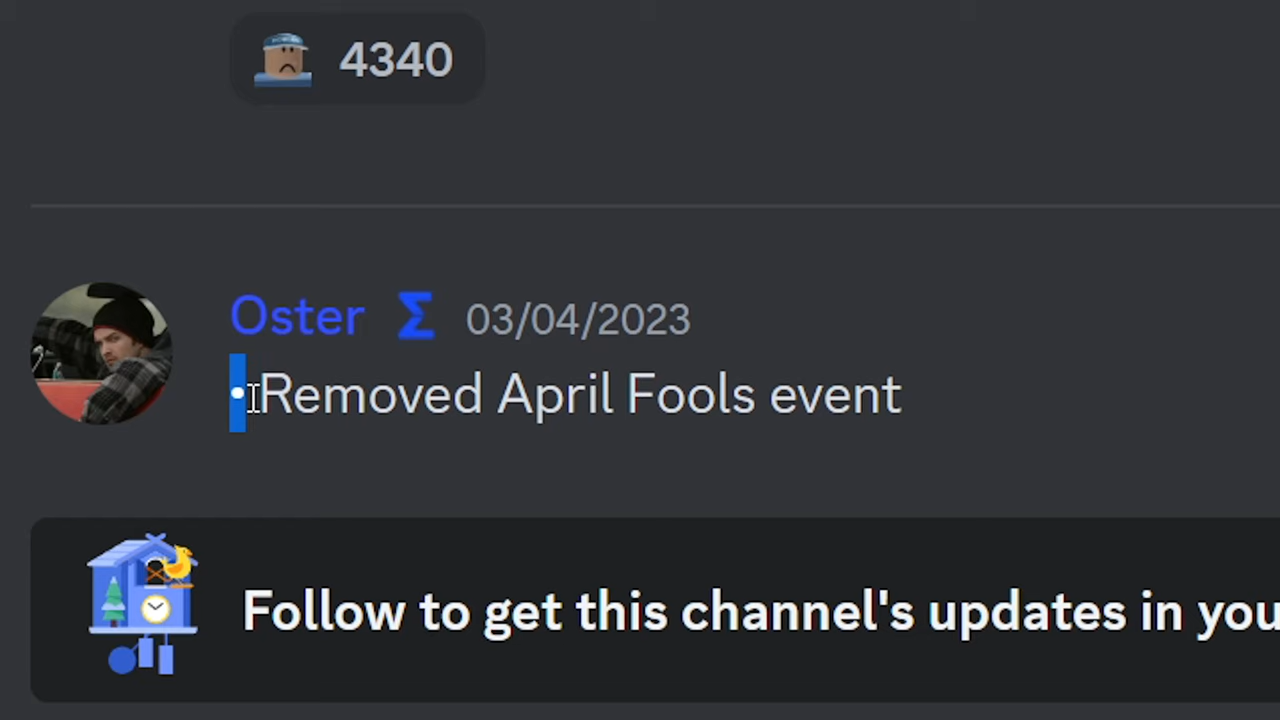 4340
Oster Σ 03/04/2023
• Removed April Fools event
Follow to get this channel's updates in you